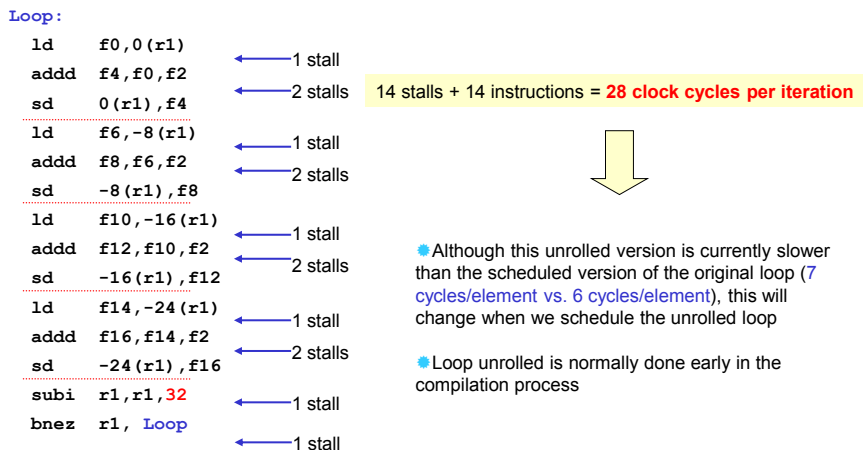 Loop:
ld f0,0(r1)
1 stall
addd f4,f0,f2
2 stalls
sd 0(r1),f4
ld f6,-8(r1)
1 stall
addd f8,f6,f2
2 stalls
sd -8(r1),f8
ld f10,-16(r1)
1 stall
addd f12,f10,f2
2 stalls
sd -16(r1),f12
ld f14,-24(r1)
1 stall
addd f16,f14,f2
2 stalls
sd -24(r1),f16
subi r1,r1,32
1 stall
bnez r1, Loop
1 stall
14 stalls + 14 instructions = 28 clock cycles per iteration
Although this unrolled version is currently slower
than the scheduled version of the original loop (7
cycles/element vs. 6 cycles/element), this will
change when we schedule the unrolled loop
Loop unrolled is normally done early in the
compilation process